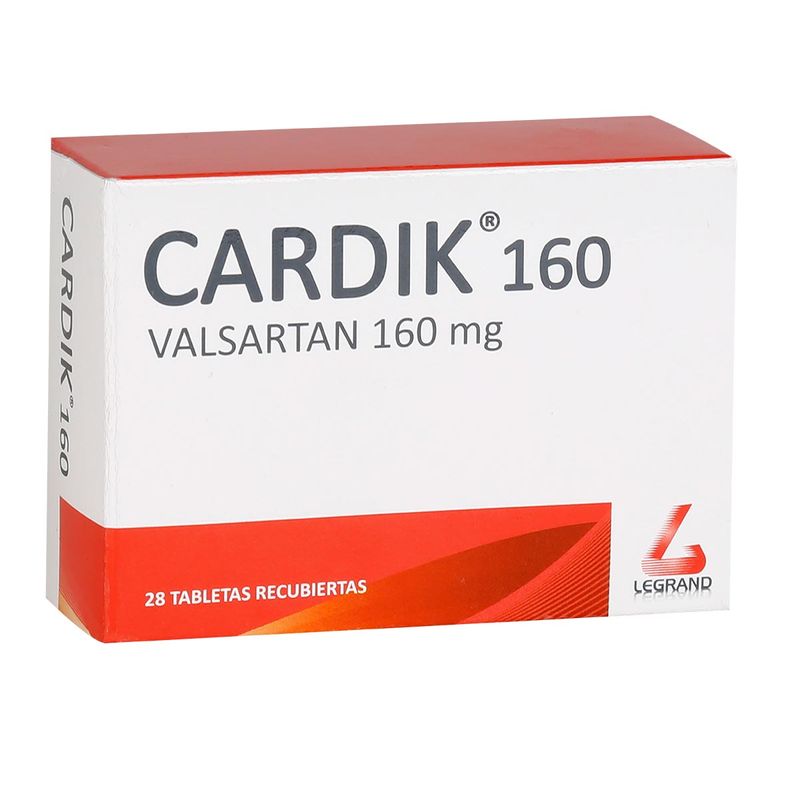 CARDIK® 160
VALSARTAN 160 mg
28 TABLETAS RECUBIERTAS
LEGRAND
CARDIK® 160